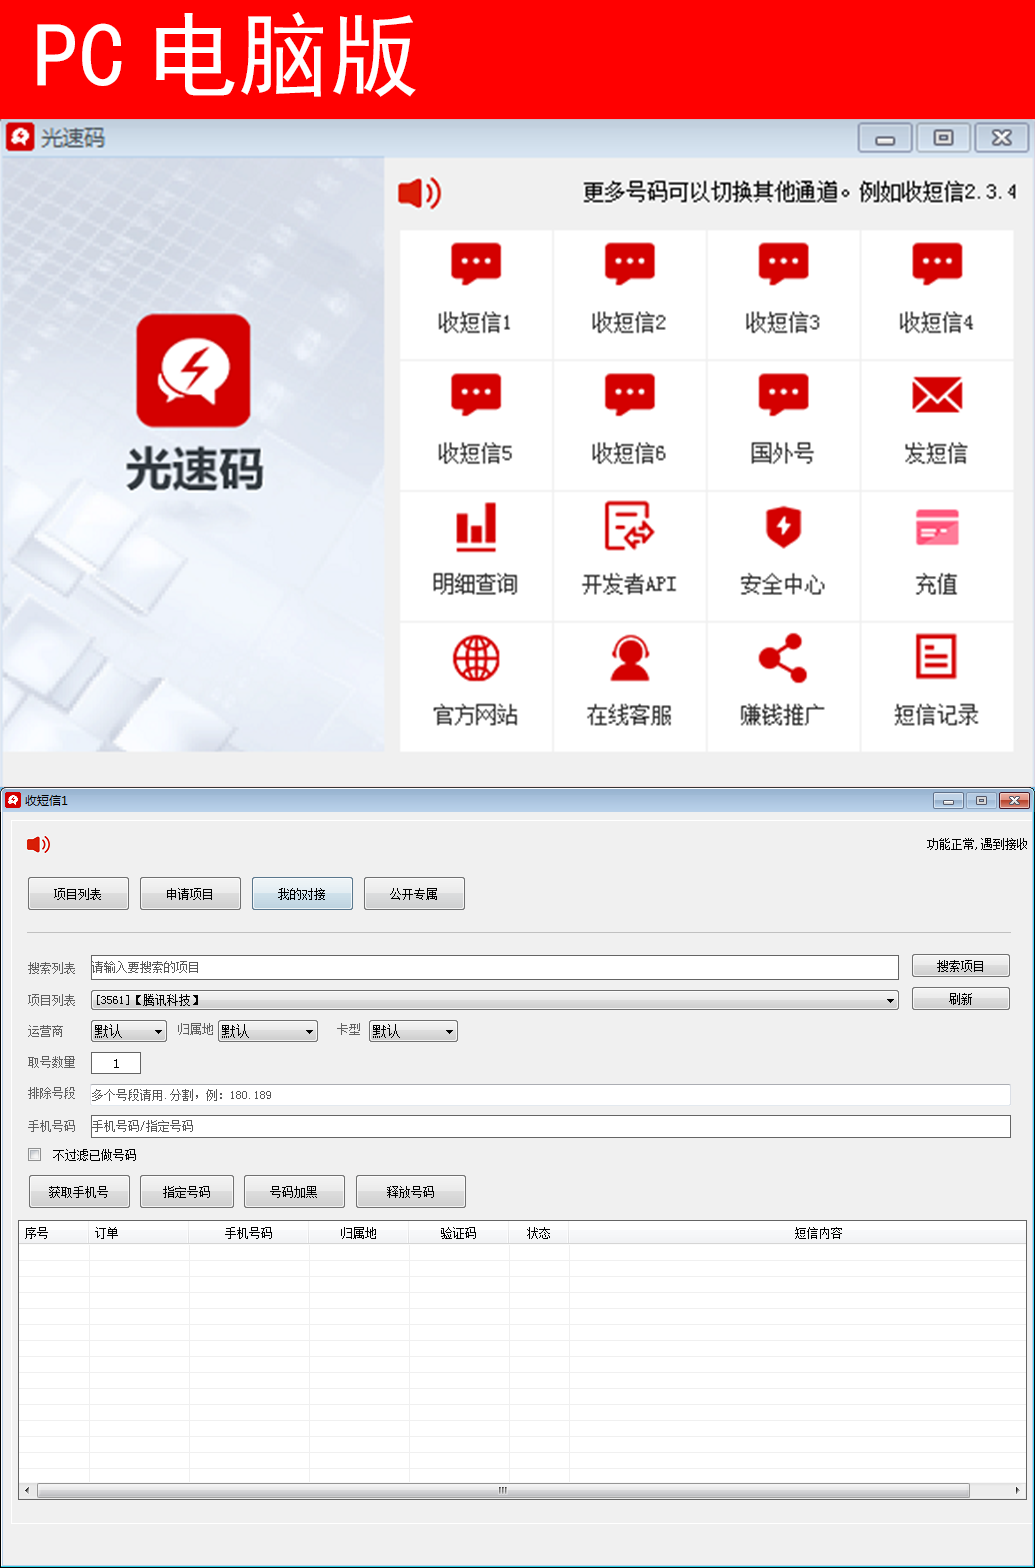 PC 电脑版
光速码
更多号码可以切换其他通道。例如收短信2.3.4
光速码
收短信1 收短信2 收短信3 收短信4
收短信5 收短信6 国外号 发短信
明细查询 开发者API 安全中心 充值
官方网站 在线客服 赚钱推广 短信记录
收短信1
功能正常,遇到接收
项目列表 申请项目 我的对接 公开专属
搜索列表 请输入要搜索的项目 搜索项目
项目列表 [3561]【腾讯科技】 刷新
运营商 默认 归属地 默认 卡型 默认
取号数量 1
排除号段 多个号段请用.分割，例：180.189
手机号码 手机号码/指定号码
不过滤已做号码
获取手机号 指定号码 号码加黑 释放号码
序号 订单 手机号码 归属地 验证码 状态 短信内容